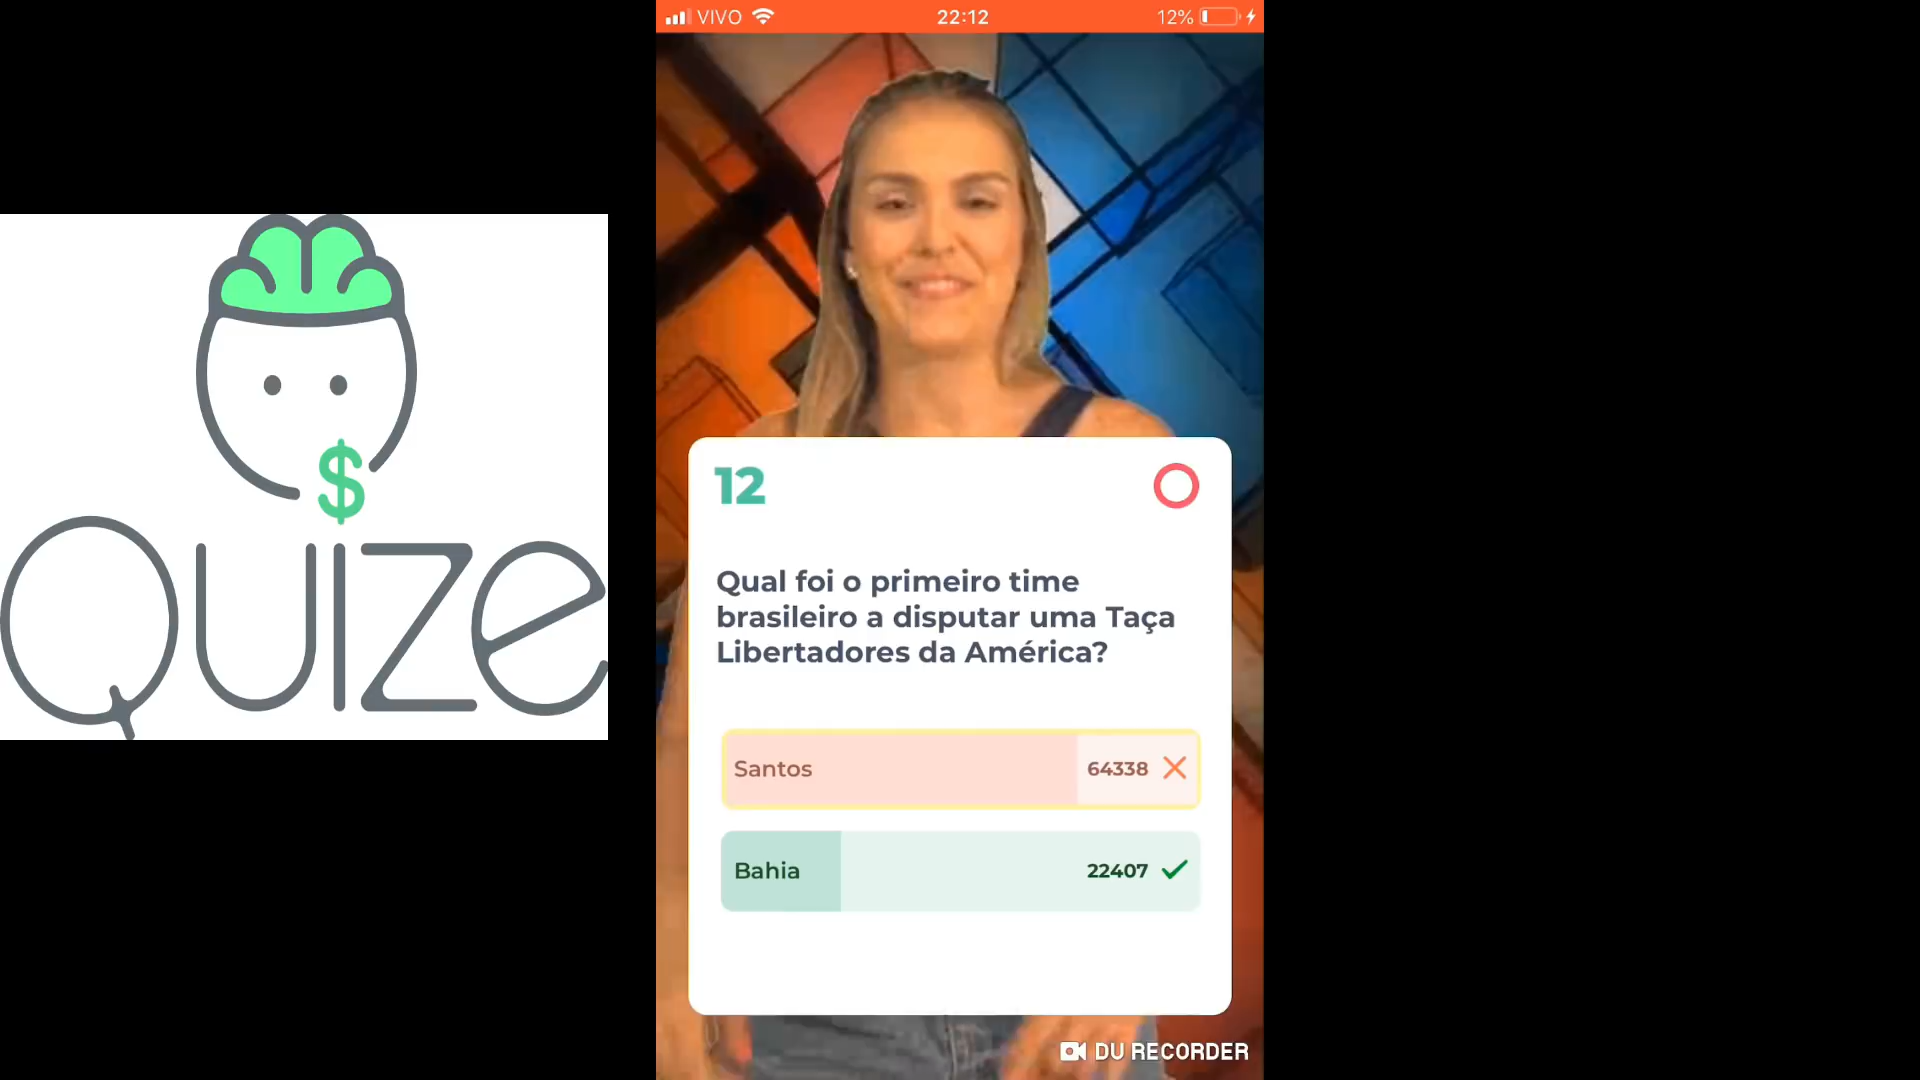 $
Quize
VIVO 22:12 12%
12
Qual foi o primeiro time
brasileiro a disputar uma Taça
Libertadores da América?
Santos 64338
Bahia 22407
DU RECORDER